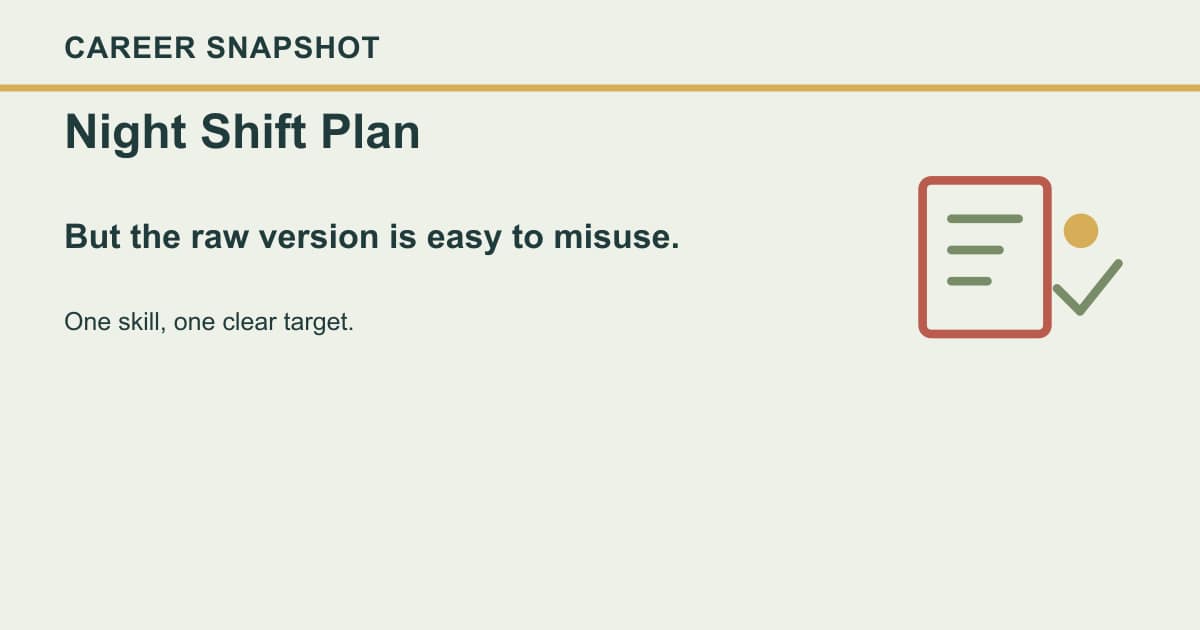 CAREER SNAPSHOT
Night Shift Plan
But the raw version is easy to misuse.
One skill, one clear target.